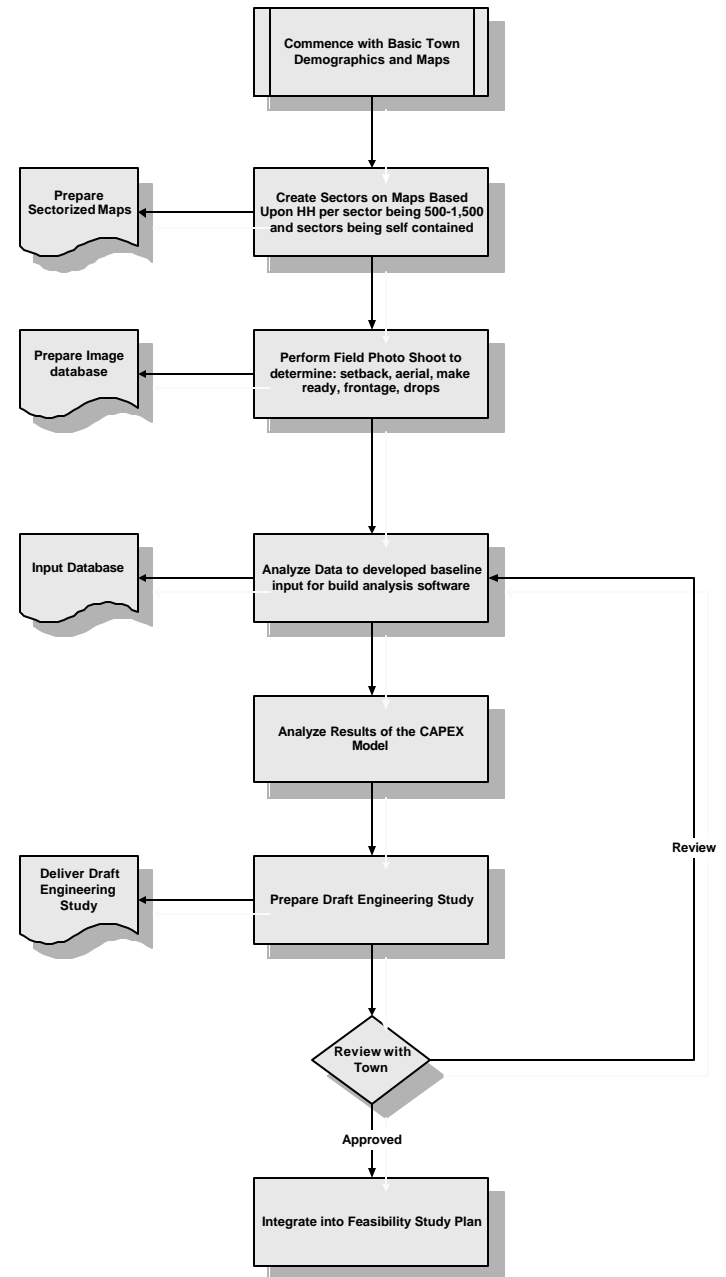 Commence with Basic Town
Demographics and Maps
Prepare
Sectorized Maps
Create Sectors on Maps Based
Upon HH per sector being 500-1,500
and sectors being self contained
Prepare Image
database
Perform Field Photo Shoot to
determine: setback, aerial, make
ready, frontage, drops
Input Database
Analyze Data to developed baseline
input for build analysis software
Analyze Results of the CAPEX
Model
Review
Deliver Draft
Engineering
Study
Prepare Draft Engineering Study
Review with
Town
Approved
Integrate into Feasibility Study Plan